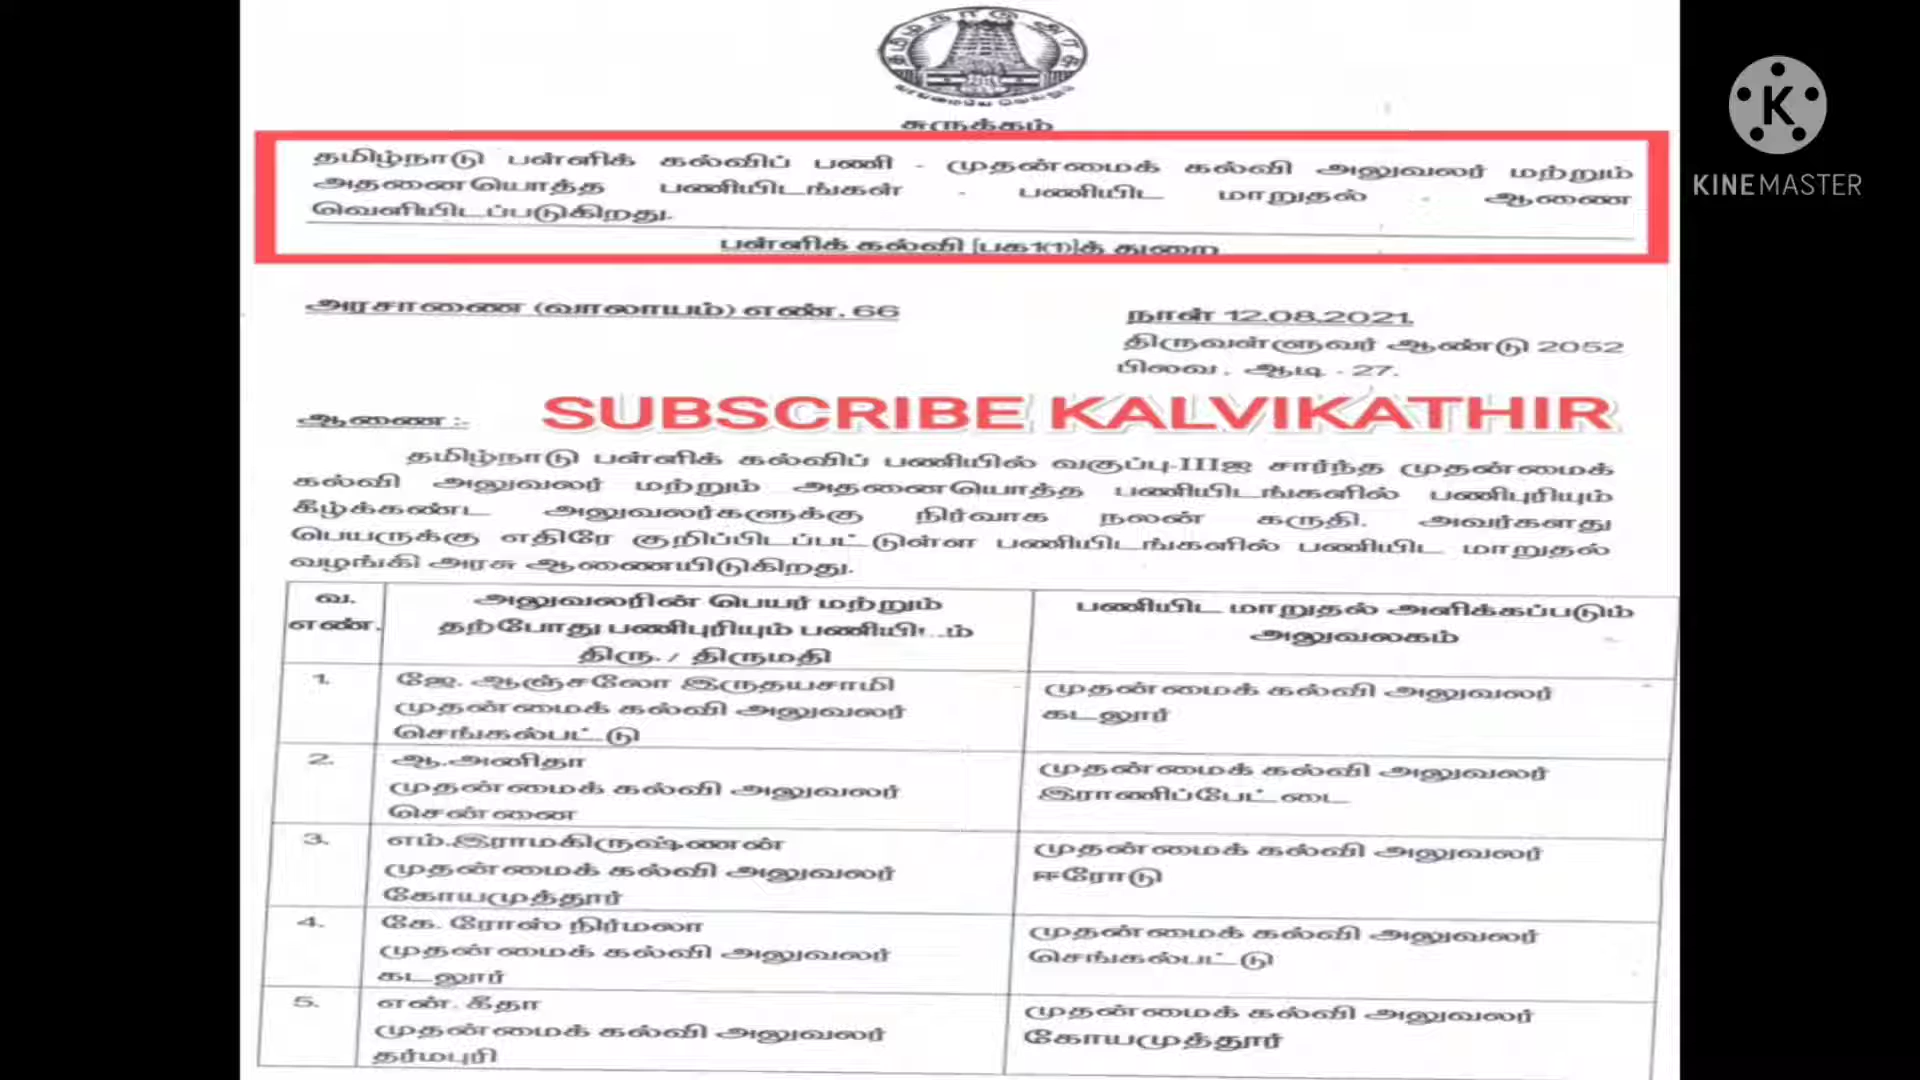 தமிழ்நாடு அரசு
வாய்மையே வெல்லும்
சுருக்கம்
KINEMASTER
தமிழ்நாடு பள்ளிக் கல்விப் பணி - முதன்மைக் கல்வி அலுவலர் மற்றும்
அதனையொத்த பணியிடங்கள் - பணியிட மாறுதல் - ஆணை
வெளியிடப்படுகிறது.
பள்ளிக் கல்வி [பக1(1)]த் துறை
அரசாணை (வாலாயம்) எண். 66
நாள் 12.08.2021.
திருவள்ளுவர் ஆண்டு 2052
பிலவ, ஆடி - 27.
ஆணை :-
SUBSCRIBE KALVIKATHIR
தமிழ்நாடு பள்ளிக் கல்விப் பணியில் வகுப்பு-IIIஐ சார்ந்த முதன்மைக்
கல்வி அலுவலர் மற்றும் அதனையொத்த பணியிடங்களில் பணிபுரியும்
கீழ்க்கண்ட அலுவலர்களுக்கு நிர்வாக நலன் கருதி, அவர்களது
பெயருக்கு எதிரே குறிப்பிடப்பட்டுள்ள பணியிடங்களில் பணியிட மாறுதல்
வழங்கி அரசு ஆணையிடுகிறது.
வ. எண்.
அலுவலரின் பெயர் மற்றும்
தற்போது பணிபுரியும் பணியிடம்
திரு. / திருமதி
பணியிட மாறுதல் அளிக்கப்படும்
அலுவலகம்
1.
ஜே. ஆஞ்சலோ இருதயசாமி
முதன்மைக் கல்வி அலுவலர்
செங்கல்பட்டு
முதன்மைக் கல்வி அலுவலர்
கடலூர்
2.
ஆ.அனிதா
முதன்மைக் கல்வி அலுவலர்
சென்னை
முதன்மைக் கல்வி அலுவலர்
இராணிப்பேட்டை
3.
எம்.இராமகிருஷ்ணன்
முதன்மைக் கல்வி அலுவலர்
கோயமுத்தூர்
முதன்மைக் கல்வி அலுவலர்
ஈரோடு
4.
கே. ரோஸ் நிர்மலா
முதன்மைக் கல்வி அலுவலர்
கடலூர்
முதன்மைக் கல்வி அலுவலர்
செங்கல்பட்டு
5.
என். கீதா
முதன்மைக் கல்வி அலுவலர்
தர்மபுரி
முதன்மைக் கல்வி அலுவலர்
கோயமுத்தூர்